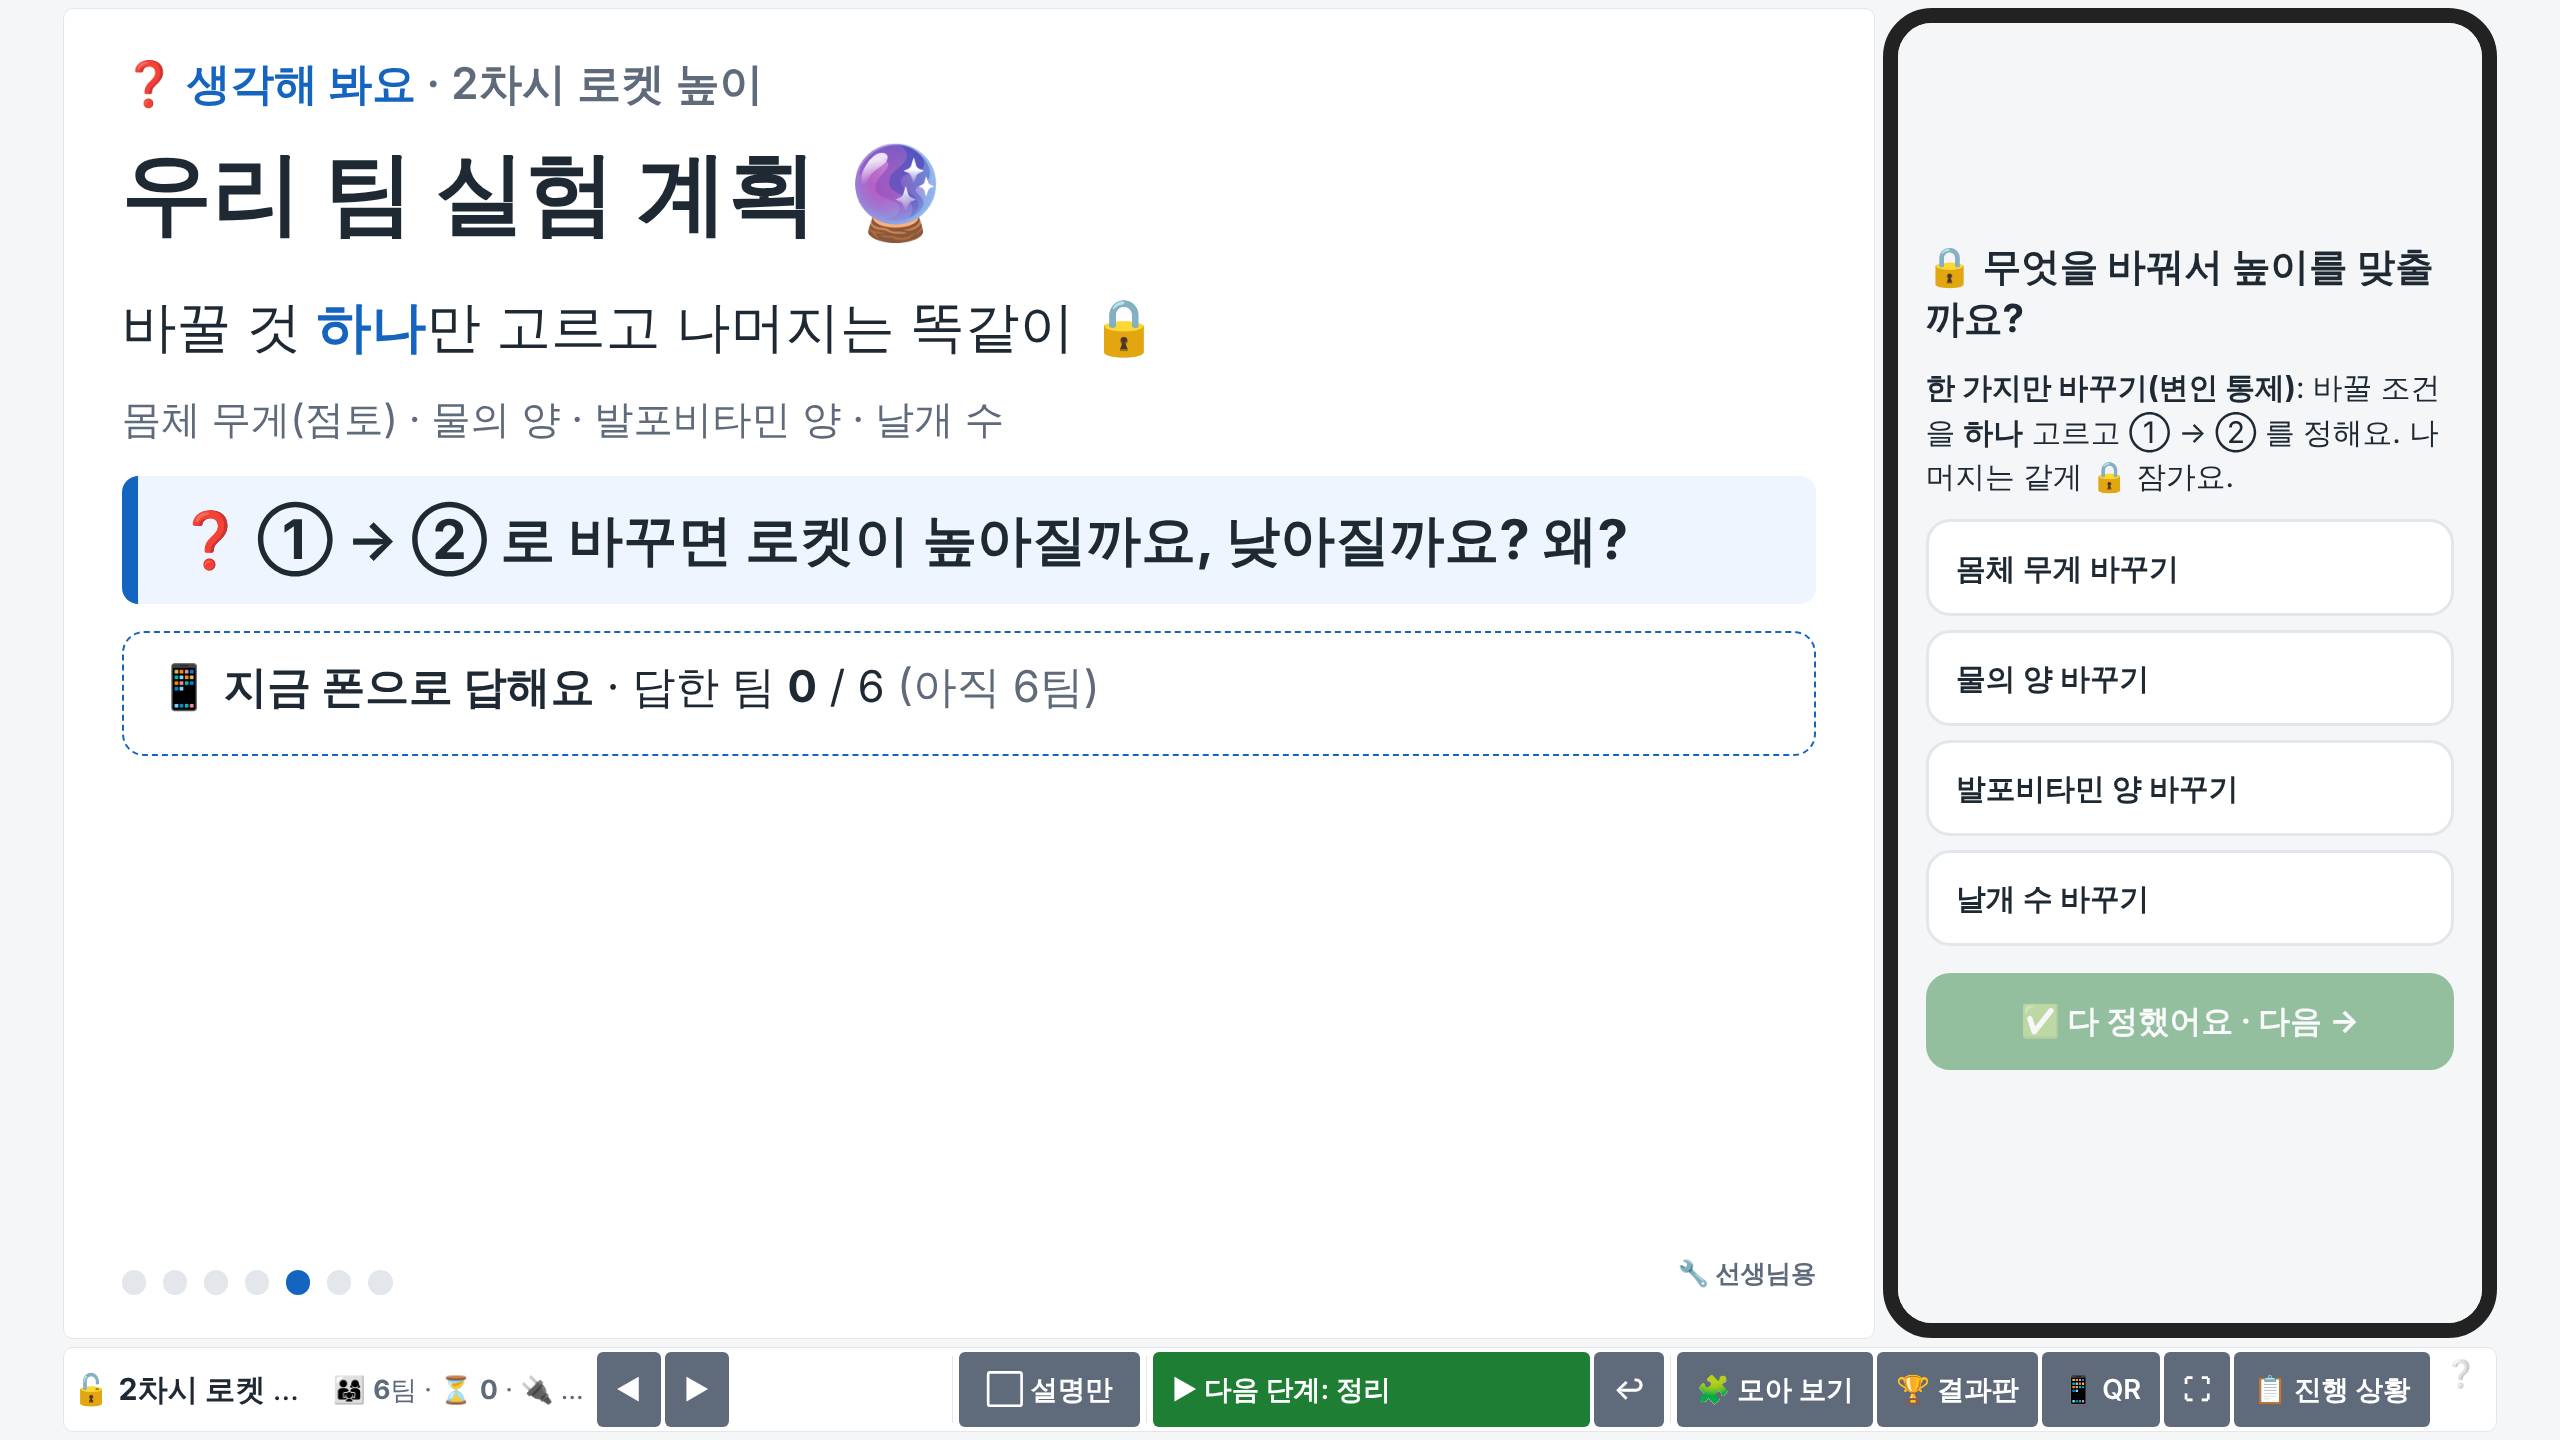 ❓ 생각해 봐요 · 2차시 로켓 높이
우리 팀 실험 계획 🔮
바꿀 것 하나만 고르고 나머지는 똑같이 🔒
몸체 무게(점토) · 물의 양 · 발포비타민 양 · 날개 수
❓ ① → ② 로 바꾸면 로켓이 높아질까요, 낮아질까요? 왜?
📱 지금 폰으로 답해요 · 답한 팀 0 / 6 (아직 6팀)
🔧 선생님용
🔒 무엇을 바꿔서 높이를 맞출
까요?
한 가지만 바꾸기(변인 통제): 바꿀 조건
을 하나 고르고 ① → ② 를 정해요. 나
머지는 같게 🔒 잠가요.
몸체 무게 바꾸기
물의 양 바꾸기
발포비타민 양 바꾸기
날개 수 바꾸기
✅ 다 정했어요 · 다음 →
🔓 2차시 로켓 ... 👨‍👩‍👧 6팀 · ⏳ 0 · 🔌 ... ◀ ▶ 설명만 ▶ 다음 단계: 정리 ↩ 🧩 모아 보기 🏆 결과판 📱 QR ⛶ 📋 진행 상황 ❔